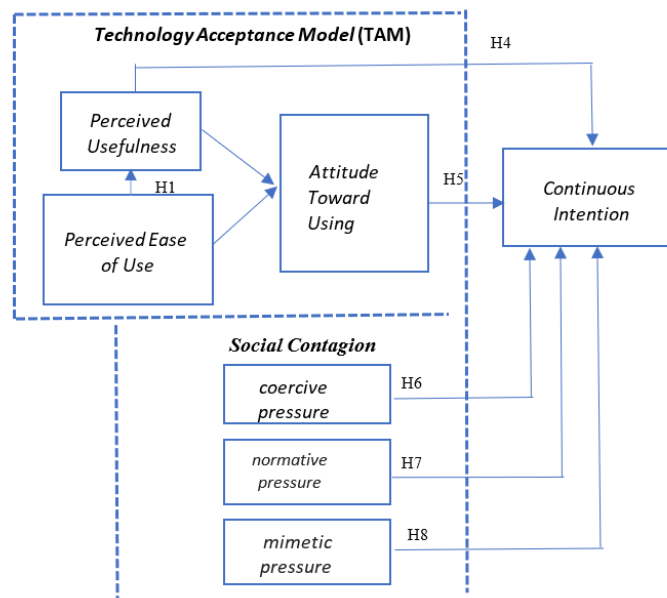 Technology Acceptance Model (TAM)
H4
Perceived
Usefulness
H1
Perceived Ease
of Use
Attitude
Toward
Using
H5
Continuous
Intention
Social Contagion
coercive
pressure
H6
normative
pressure
H7
mimetic
pressure
H8